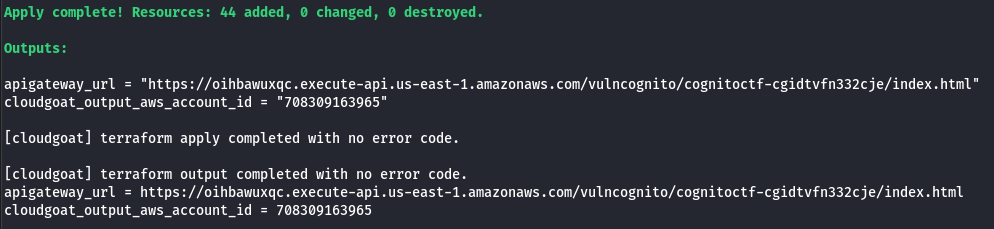 Apply complete! Resources: 44 added, 0 changed, 0 destroyed.
Outputs:
apigateway_url = "https://oihbawuxqc.execute-api.us-east-1.amazonaws.com/vulncognito/cognitoctf-cgidtvfn332cje/index.html"
cloudgoat_output_aws_account_id = "708309163965"
[cloudgoat] terraform apply completed with no error code.
[cloudgoat] terraform output completed with no error code.
apigateway_url = https://oihbawuxqc.execute-api.us-east-1.amazonaws.com/vulncognito/cognitoctf-cgidtvfn332cje/index.html
cloudgoat_output_aws_account_id = 708309163965